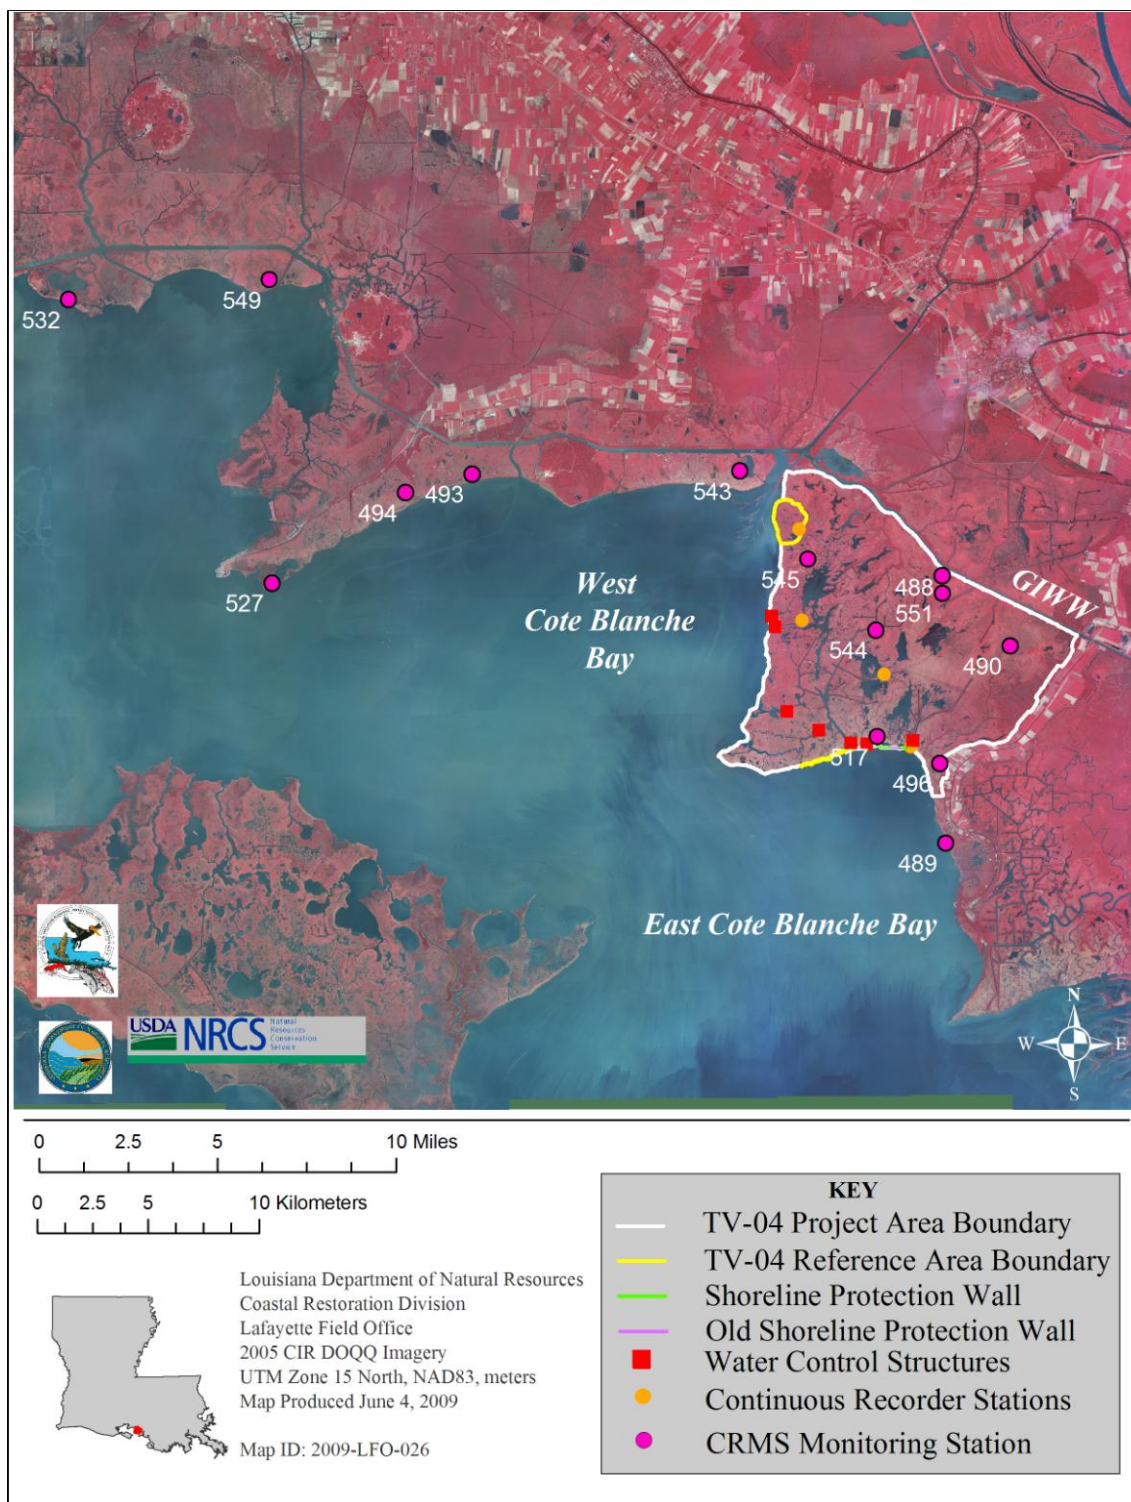 549
532
493
494
543
527
West
Cote Blanche
Bay
545
488
551
GIWW
544
490
517
496
489
East Cote Blanche Bay
N
W E
S
USDA NRCS Natural
Resources
Conservation
Service
0 2.5 5 10 Miles
0 2.5 5 10 Kilometers
KEY
TV-04 Project Area Boundary
TV-04 Reference Area Boundary
Shoreline Protection Wall
Old Shoreline Protection Wall
Water Control Structures
Continuous Recorder Stations
CRMS Monitoring Station
Louisiana Department of Natural Resources
Coastal Restoration Division
Lafayette Field Office
2005 CIR DOQQ Imagery
UTM Zone 15 North, NAD83, meters
Map Produced June 4, 2009
Map ID: 2009-LFO-026